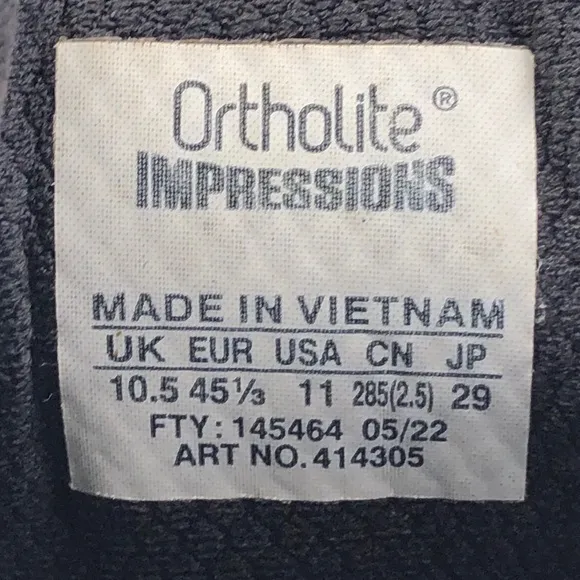 Ortholite®
IMPRESSIONS
MADE IN VIETNAM
UK EUR USA CN JP
10.5 45⅓ 11 285(2.5) 29
FTY: 145464 05/22
ART NO. 414305